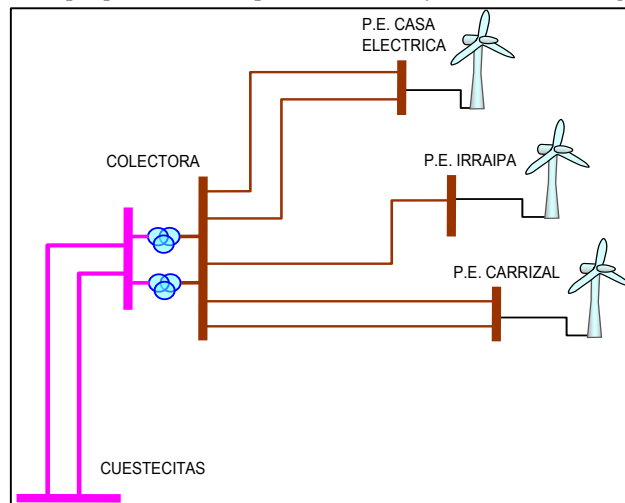 P.E. CASA
ELECTRICA
COLECTORA
P.E. IRRAIPA
P.E. CARRIZAL
CUESTECITAS